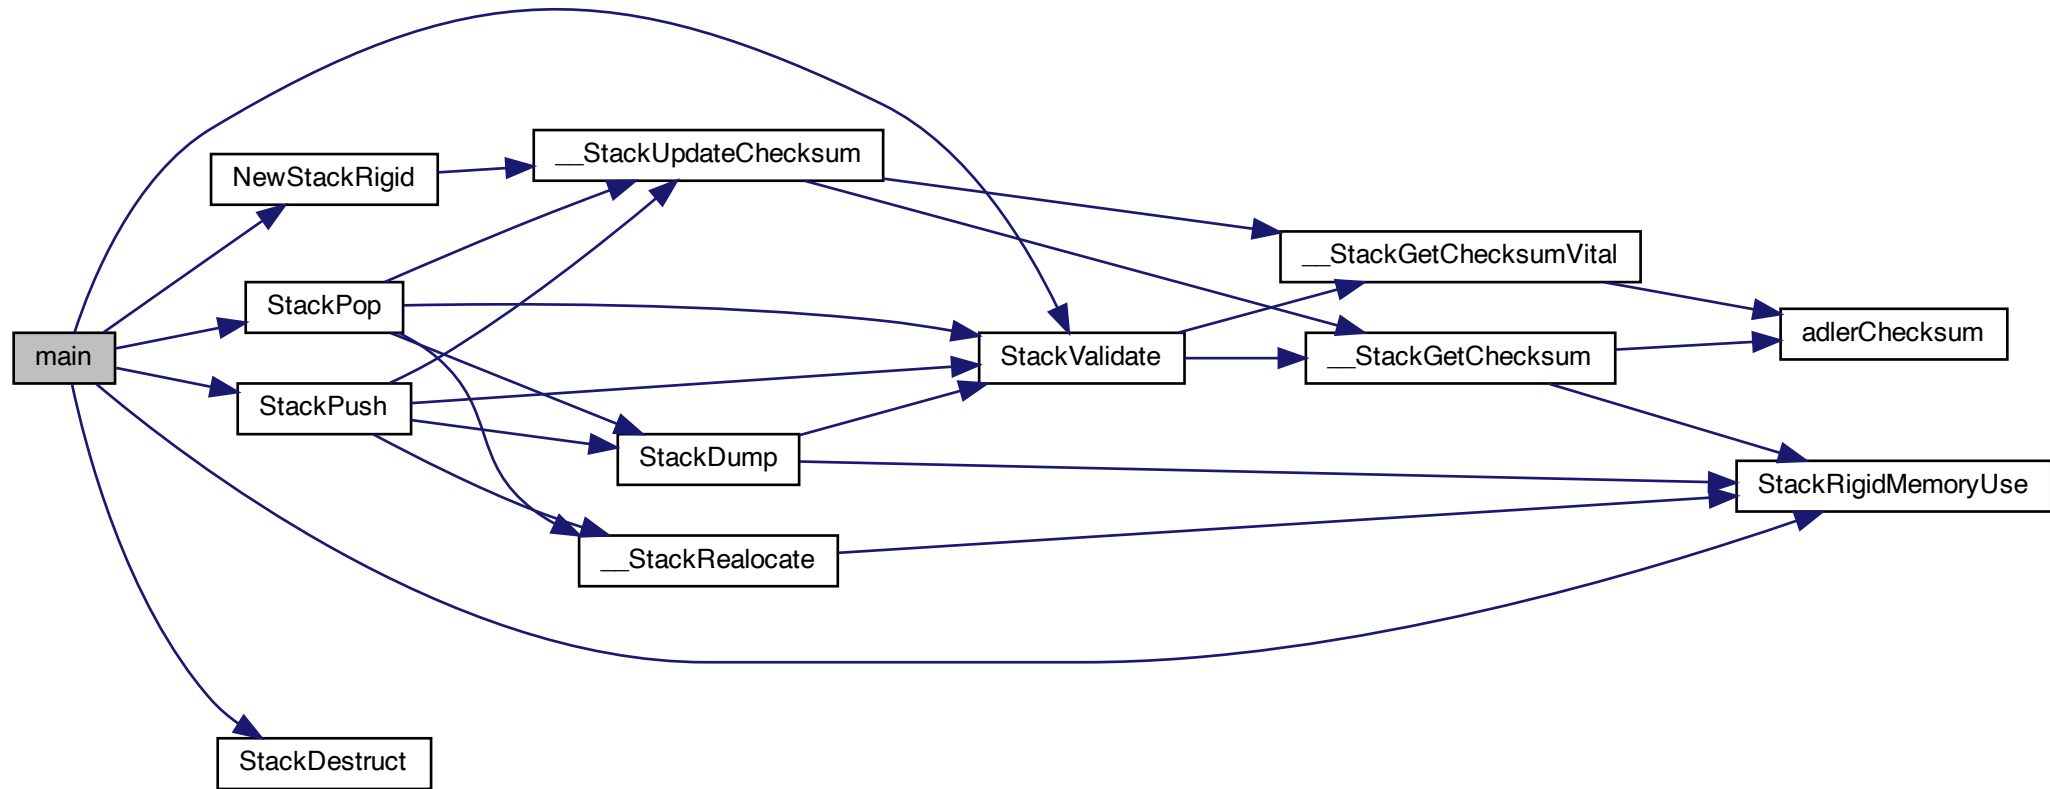 main
NewStackRigid
StackPop
StackPush
StackDestruct
__StackUpdateChecksum
StackDump
__StackRealocate
StackValidate
__StackGetChecksumVital
__StackGetChecksum
adlerChecksum
StackRigidMemoryUse